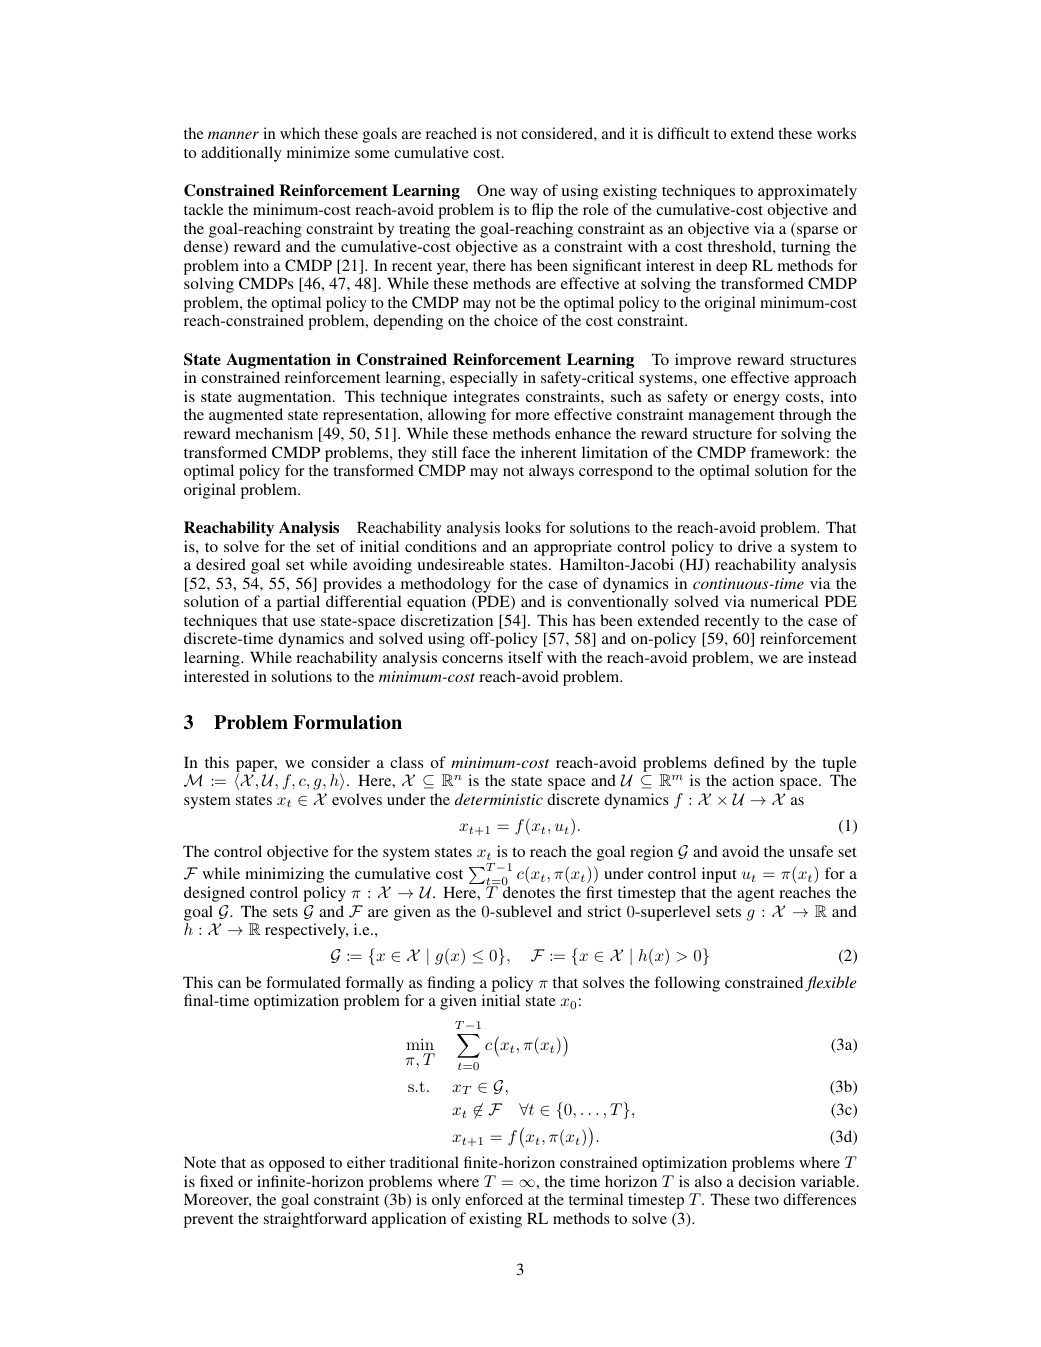 the manner in which these goals are reached is not considered, and it is difficult to extend these works
to additionally minimize some cumulative cost.
Constrained Reinforcement Learning One way of using existing techniques to approximately
tackle the minimum-cost reach-avoid problem is to flip the role of the cumulative-cost objective and
the goal-reaching constraint by treating the goal-reaching constraint as an objective via a (sparse or
dense) reward and the cumulative-cost objective as a constraint with a cost threshold, turning the
problem into a CMDP [21]. In recent year, there has been significant interest in deep RL methods for
solving CMDPs [46, 47, 48]. While these methods are effective at solving the transformed CMDP
problem, the optimal policy to the CMDP may not be the optimal policy to the original minimum-cost
reach-constrained problem, depending on the choice of the cost constraint.
State Augmentation in Constrained Reinforcement Learning To improve reward structures
in constrained reinforcement learning, especially in safety-critical systems, one effective approach
is state augmentation. This technique integrates constraints, such as safety or energy costs, into
the augmented state representation, allowing for more effective constraint management through the
reward mechanism [49, 50, 51]. While these methods enhance the reward structure for solving the
transformed CMDP problems, they still face the inherent limitation of the CMDP framework: the
optimal policy for the transformed CMDP may not always correspond to the optimal solution for the
original problem.
Reachability Analysis Reachability analysis looks for solutions to the reach-avoid problem. That
is, to solve for the set of initial conditions and an appropriate control policy to drive a system to
a desired goal set while avoiding undesireable states. Hamilton-Jacobi (HJ) reachability analysis
[52, 53, 54, 55, 56] provides a methodology for the case of dynamics in continuous-time via the
solution of a partial differential equation (PDE) and is conventionally solved via numerical PDE
techniques that use state-space discretization [54]. This has been extended recently to the case of
discrete-time dynamics and solved using off-policy [57, 58] and on-policy [59, 60] reinforcement
learning. While reachability analysis concerns itself with the reach-avoid problem, we are instead
interested in solutions to the minimum-cost reach-avoid problem.
3 Problem Formulation
In this paper, we consider a class of minimum-cost reach-avoid problems defined by the tuple
ℳ := ⟨𝒳, 𝒰, f, c, g, h⟩. Here, 𝒳 ⊆ ℝⁿ is the state space and 𝒰 ⊆ ℝᵐ is the action space. The
system states x_t ∈ 𝒳 evolves under the deterministic discrete dynamics f : 𝒳 × 𝒰 → 𝒳 as
x_{t+1} = f(x_t, u_t). (1)
The control objective for the system states x_t is to reach the goal region 𝒢 and avoid the unsafe set
ℱ while minimizing the cumulative cost ∑_{t=0}^{T−1} c(x_t, π(x_t)) under control input u_t = π(x_t) for a
designed control policy π : 𝒳 → 𝒰. Here, T denotes the first timestep that the agent reaches the
goal 𝒢. The sets 𝒢 and ℱ are given as the 0-sublevel and strict 0-superlevel sets g : 𝒳 → ℝ and
h : 𝒳 → ℝ respectively, i.e.,
𝒢 := {x ∈ 𝒳 | g(x) ≤ 0}, ℱ := {x ∈ 𝒳 | h(x) > 0} (2)
This can be formulated formally as finding a policy π that solves the following constrained flexible
final-time optimization problem for a given initial state x_0:
min_{π,T} ∑_{t=0}^{T−1} c(x_t, π(x_t)) (3a)
s.t. x_T ∈ 𝒢, (3b)
x_t ∉ ℱ ∀t ∈ {0, . . . , T}, (3c)
x_{t+1} = f(x_t, π(x_t)). (3d)
Note that as opposed to either traditional finite-horizon constrained optimization problems where T
is fixed or infinite-horizon problems where T = ∞, the time horizon T is also a decision variable.
Moreover, the goal constraint (3b) is only enforced at the terminal timestep T. These two differences
prevent the straightforward application of existing RL methods to solve (3).
3